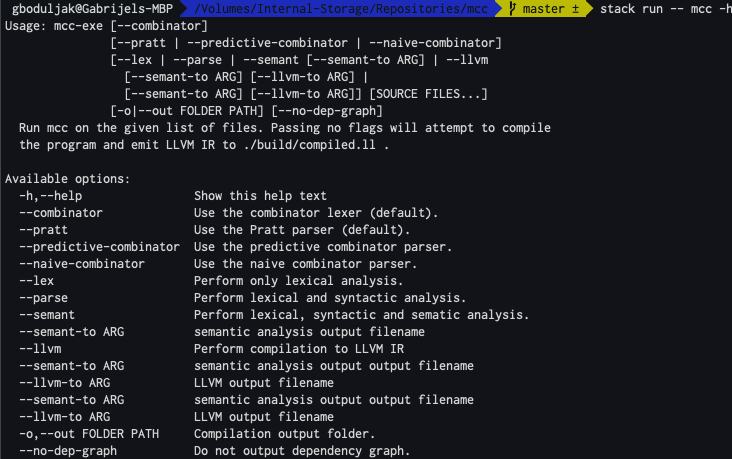 gboduljak@Gabrijels-MBP /Volumes/Internal-Storage/Repositories/mcc master ± stack run -- mcc -h
Usage: mcc-exe [--combinator]
[--pratt | --predictive-combinator | --naive-combinator]
[--lex | --parse | --semant [--semant-to ARG] | --llvm
[--semant-to ARG] [--llvm-to ARG] |
[--semant-to ARG] [--llvm-to ARG]] [SOURCE FILES...]
[-o|--out FOLDER PATH] [--no-dep-graph]
Run mcc on the given list of files. Passing no flags will attempt to compile
the program and emit LLVM IR to ./build/compiled.ll .
Available options:
-h,--help Show this help text
--combinator Use the combinator lexer (default).
--pratt Use the Pratt parser (default).
--predictive-combinator Use the predictive combinator parser.
--naive-combinator Use the naive combinator parser.
--lex Perform only lexical analysis.
--parse Perform lexical and syntactic analysis.
--semant Perform lexical, syntactic and sematic analysis.
--semant-to ARG semantic analysis output filename
--llvm Perform compilation to LLVM IR
--semant-to ARG semantic analysis output output filename
--llvm-to ARG LLVM output filename
--semant-to ARG semantic analysis output output filename
--llvm-to ARG LLVM output filename
-o,--out FOLDER PATH Compilation output folder.
--no-dep-graph Do not output dependency graph.